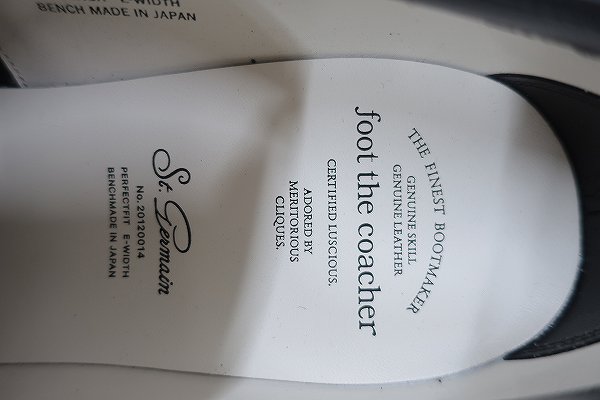 THE FINEST BOOTMAKER
GENUINE SKILL
GENUINE LEATHER
foot the coacher
CERTIFIED LUSCIOUS.
ADORED BY
MERITORIOUS
CLIQUES.
St. Germain
No.20120014
PERFECTFIT E-WIDTH
BENCHMADE IN JAPAN
E-WIDTH
BENCH MADE IN JAPAN